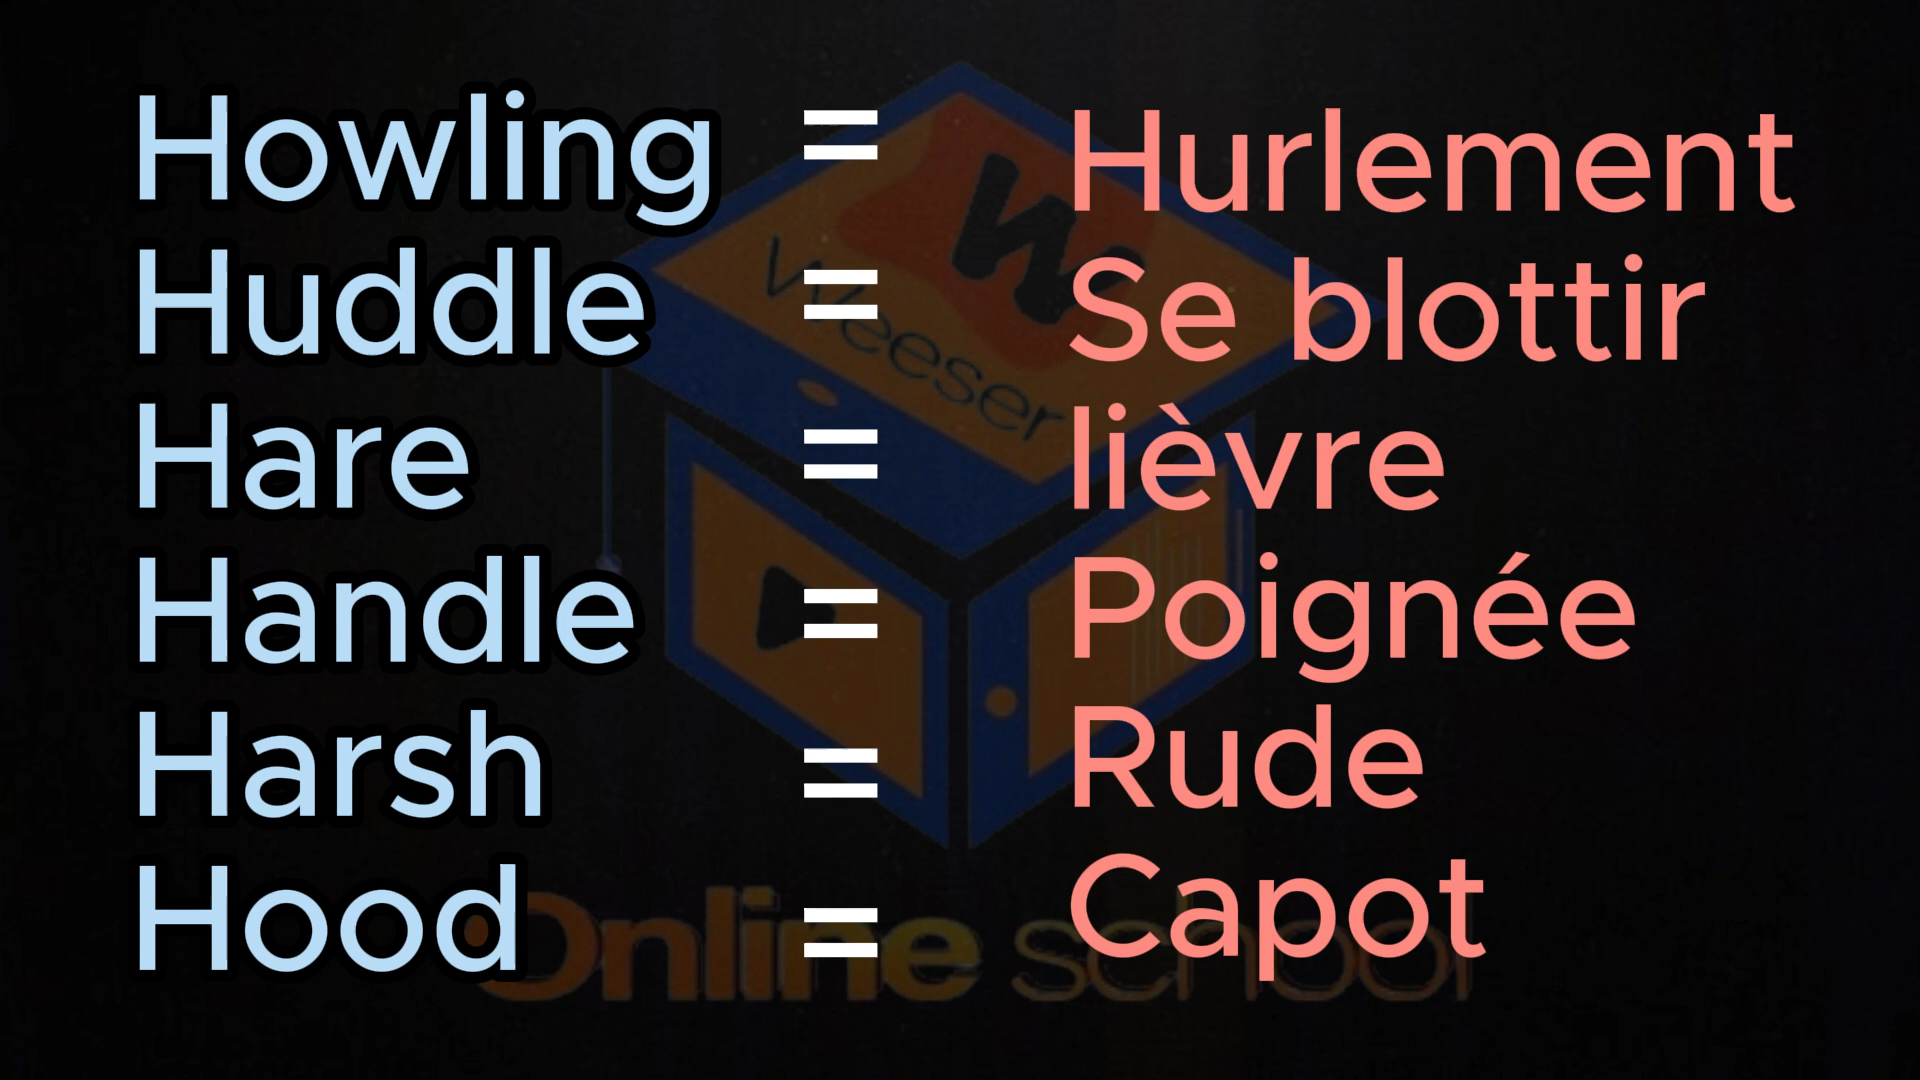 Howling = Hurlement
Huddle = Se blottir
Hare = lièvre
Handle = Poignée
Harsh = Rude
Hood = Capot
W
Weeser
Online school